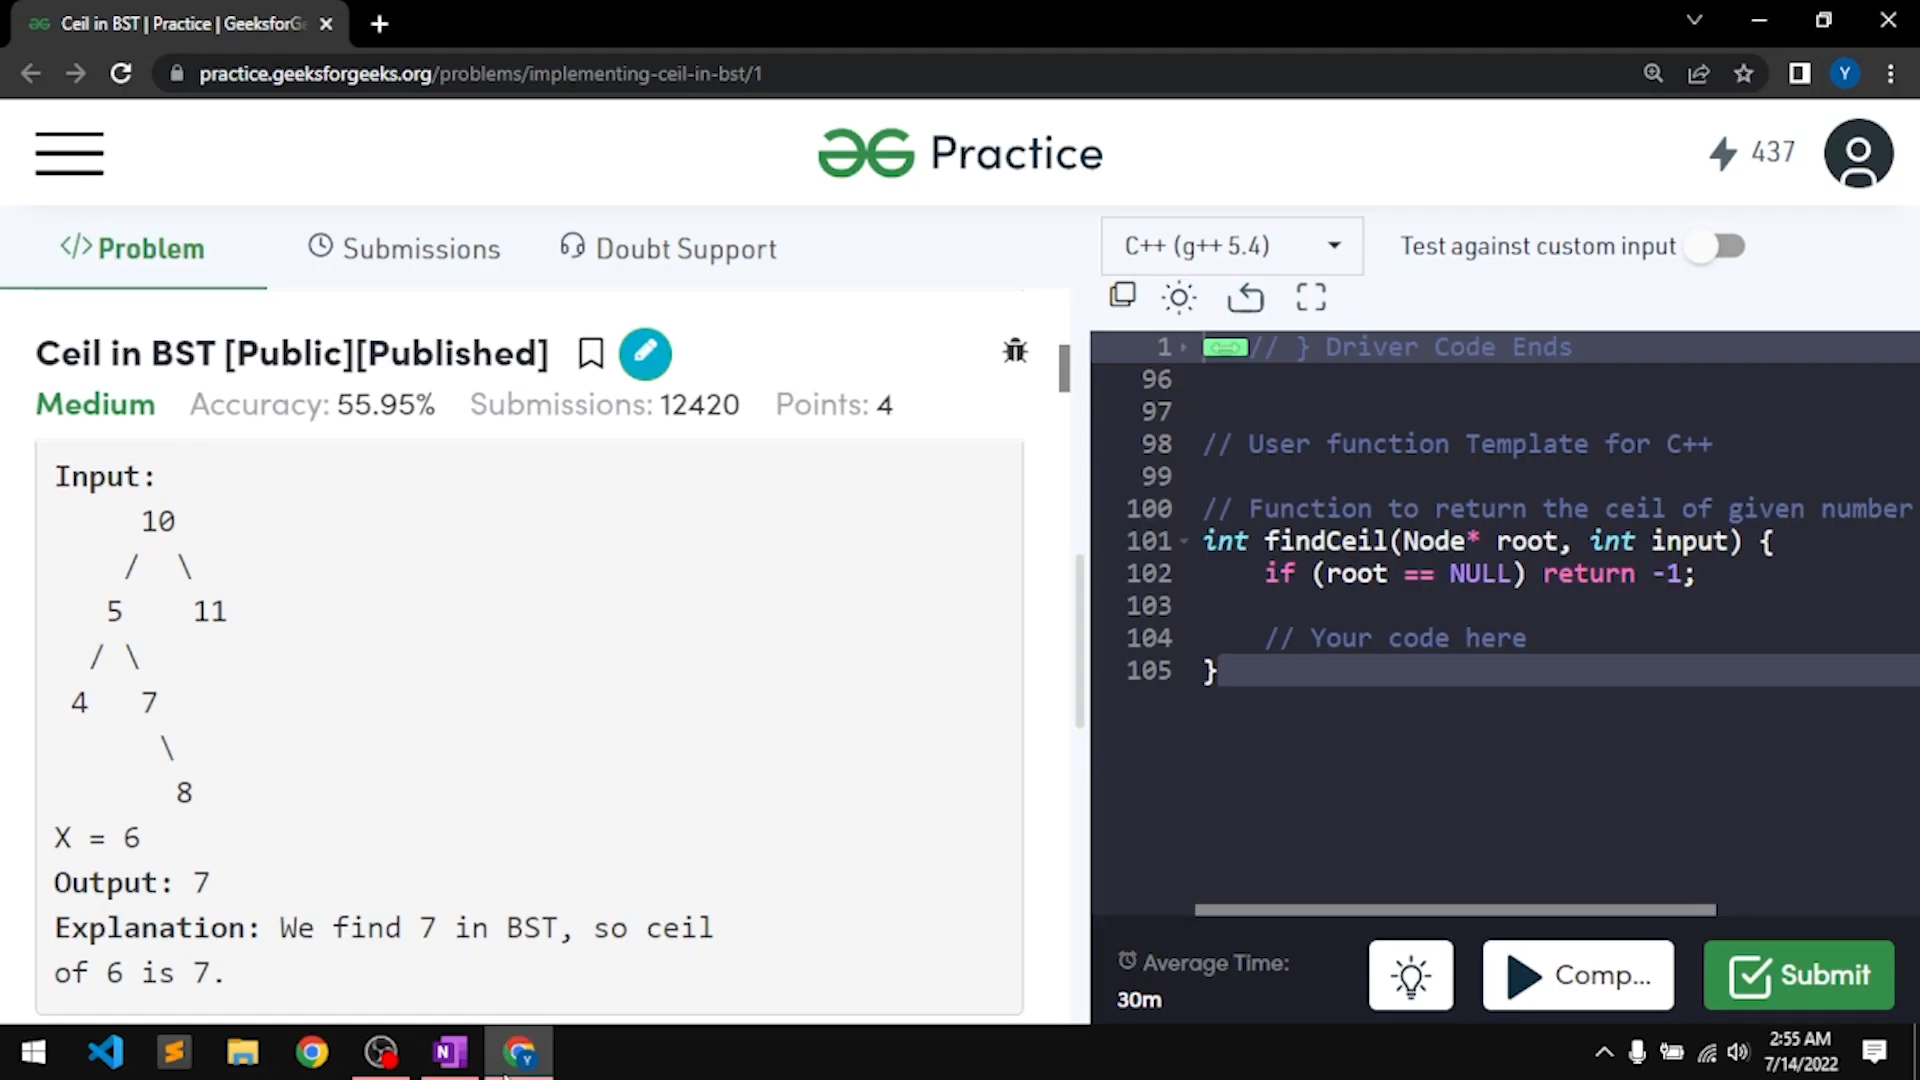 Ceil in BST | Practice | GeeksforGe
practice.geeksforgeeks.org/problems/implementing-ceil-in-bst/1
Y
Practice
437
</> Problem
Submissions
Doubt Support
C++ (g++ 5.4)
Test against custom input
Ceil in BST [Public][Published]
Medium Accuracy: 55.95% Submissions: 12420 Points: 4
Input:
10
/ \
5 11
/ \
4 7
\
8
X = 6
Output: 7
Explanation: We find 7 in BST, so ceil
of 6 is 7.
1 // } Driver Code Ends
96
97
98 // User function Template for C++
99
100 // Function to return the ceil of given number
101 int findCeil(Node* root, int input) {
102 if (root == NULL) return -1;
103
104 // Your code here
105 }
Average Time:
30m
Comp...
Submit
2:55 AM
7/14/2022